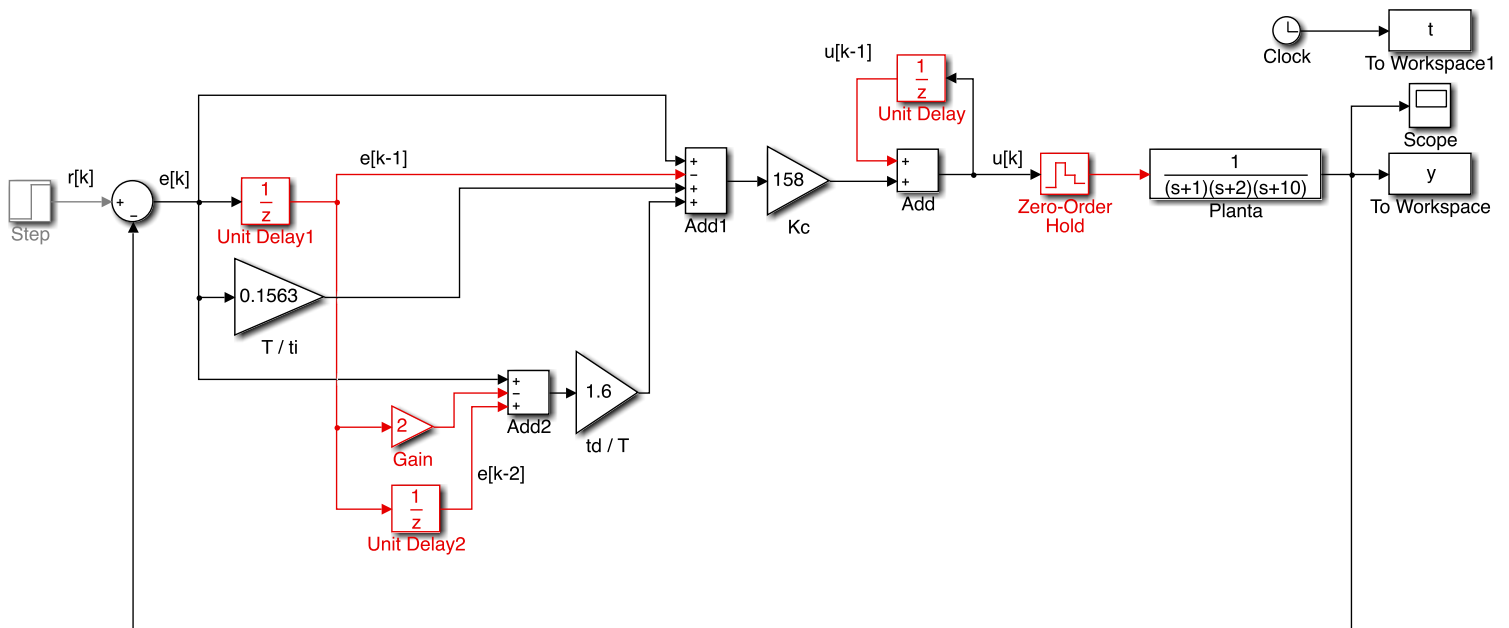 t
Clock
To Workspace1
u[k-1]
1
z
Unit Delay
Scope
r[k]
e[k]
e[k-1]
+
−
+
+
Add1
158
Kc
+
+
Add
u[k]
Zero-Order
Hold
1
(s+1)(s+2)(s+10)
Planta
y
To Workspace
Step
+
−
1
z
Unit Delay1
0.1563
T / ti
+
−
+
Add2
1.6
td / T
2
Gain
e[k-2]
1
z
Unit Delay2